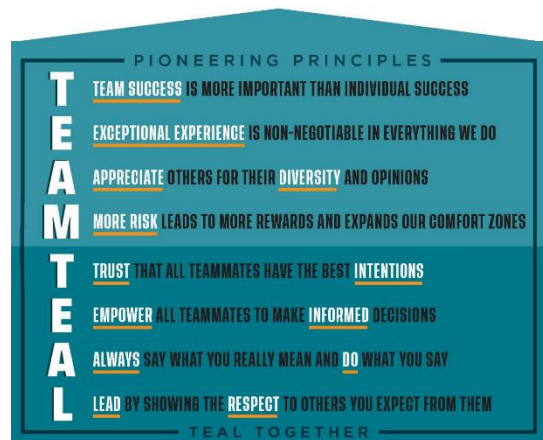 PIONEERING PRINCIPLES
T TEAM SUCCESS IS MORE IMPORTANT THAN INDIVIDUAL SUCCESS
E EXCEPTIONAL EXPERIENCE IS NON-NEGOTIABLE IN EVERYTHING WE DO
A APPRECIATE OTHERS FOR THEIR DIVERSITY AND OPINIONS
M MORE RISK LEADS TO MORE REWARDS AND EXPANDS OUR COMFORT ZONES
T TRUST THAT ALL TEAMMATES HAVE THE BEST INTENTIONS
E EMPOWER ALL TEAMMATES TO MAKE INFORMED DECISIONS
A ALWAYS SAY WHAT YOU REALLY MEAN AND DO WHAT YOU SAY
L LEAD BY SHOWING THE RESPECT TO OTHERS YOU EXPECT FROM THEM
TEAL TOGETHER